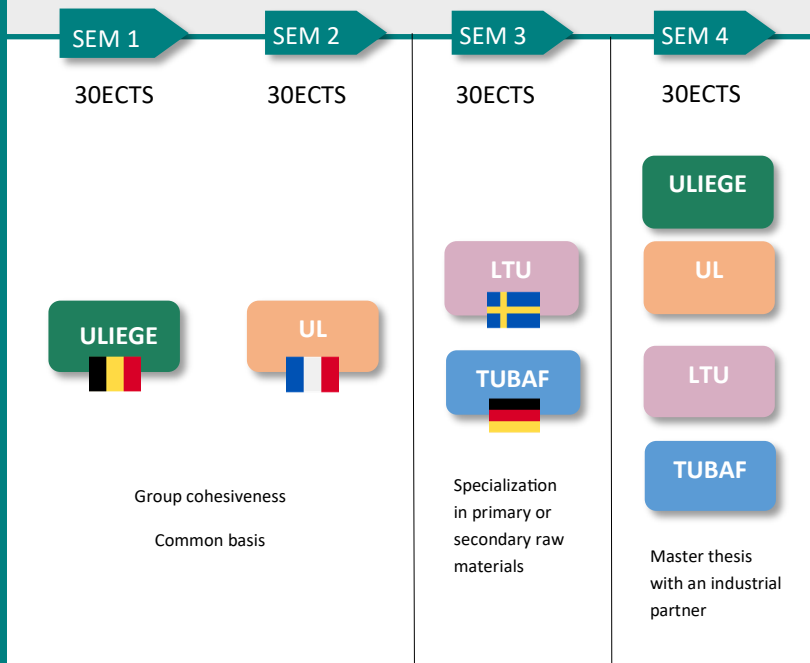 SEM 1
SEM 2
SEM 3
SEM 4
30ECTS
30ECTS
30ECTS
30ECTS
ULIEGE
UL
LTU
TUBAF
ULIEGE
UL
LTU
TUBAF
Group cohesiveness
Common basis
Specialization
in primary or
secondary raw
materials
Master thesis
with an industrial
partner